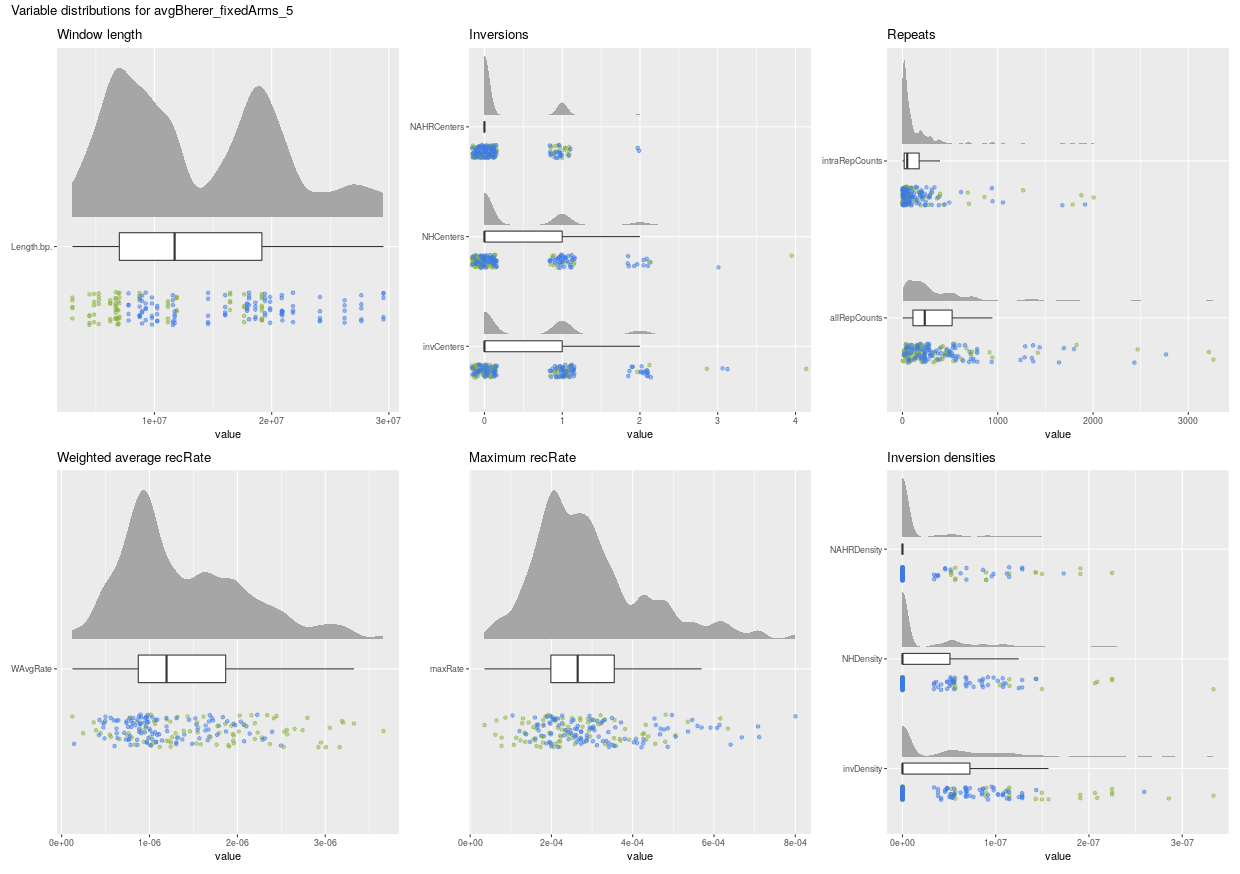 Variable distributions for avgBherer_fixedArms_5
Window length
Length.bp.
1e+07 2e+07 3e+07
value
Inversions
NAHRCenters
NHCenters
invCenters
0 1 2 3 4
value
Repeats
intraRepCounts
allRepCounts
0 1000 2000 3000
value
Weighted average recRate
WAvgRate
0e+00 1e-06 2e-06 3e-06
value
Maximum recRate
maxRate
0e+00 2e-04 4e-04 6e-04 8e-04
value
Inversion densities
NAHRDensity
NHDensity
invDensity
0e+00 1e-07 2e-07 3e-07
value